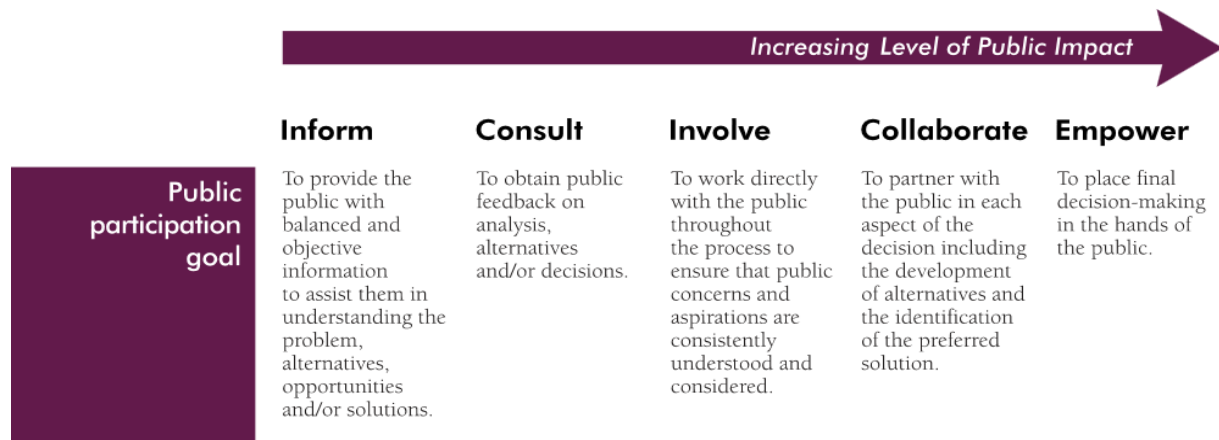 Increasing Level of Public Impact
Inform
Consult
Involve
Collaborate
Empower
Public
participation
goal
To provide the
public with
balanced and
objective
information
to assist them in
understanding the
problem,
alternatives,
opportunities
and/or solutions.
To obtain public
feedback on
analysis,
alternatives
and/or decisions.
To work directly
with the public
throughout
the process to
ensure that public
concerns and
aspirations are
consistently
understood and
considered.
To partner with
the public in each
aspect of the
decision including
the development
of alternatives and
the identification
of the preferred
solution.
To place final
decision-making
in the hands of
the public.